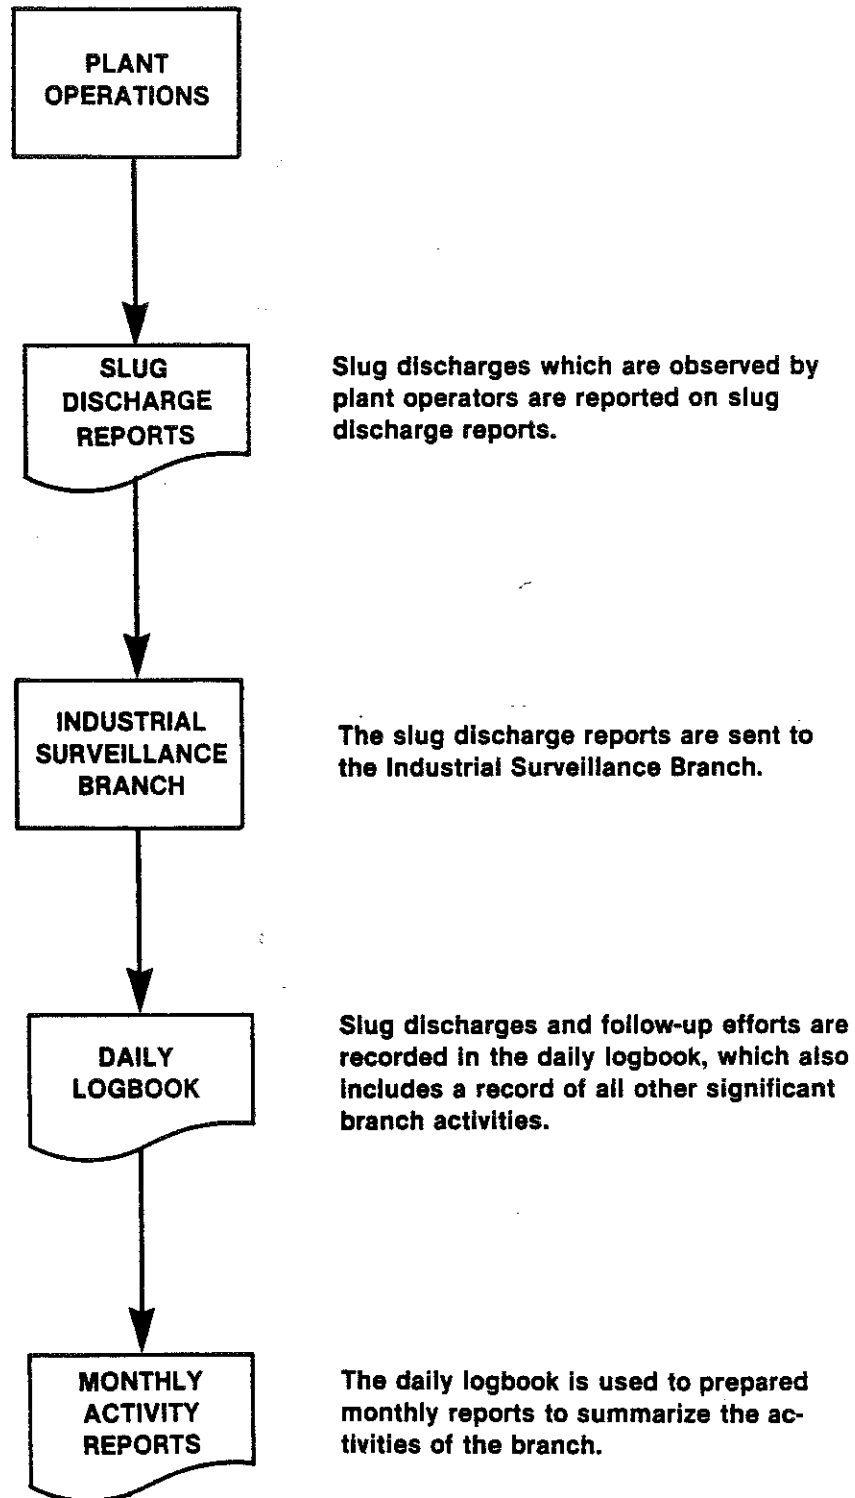 PLANT
OPERATIONS
SLUG
DISCHARGE
REPORTS
Slug discharges which are observed by
plant operators are reported on slug
discharge reports.
INDUSTRIAL
SURVEILLANCE
BRANCH
The slug discharge reports are sent to
the Industrial Surveillance Branch.
DAILY
LOGBOOK
Slug discharges and follow-up efforts are
recorded in the daily logbook, which also
includes a record of all other significant
branch activities.
MONTHLY
ACTIVITY
REPORTS
The daily logbook is used to prepared
monthly reports to summarize the ac-
tivities of the branch.